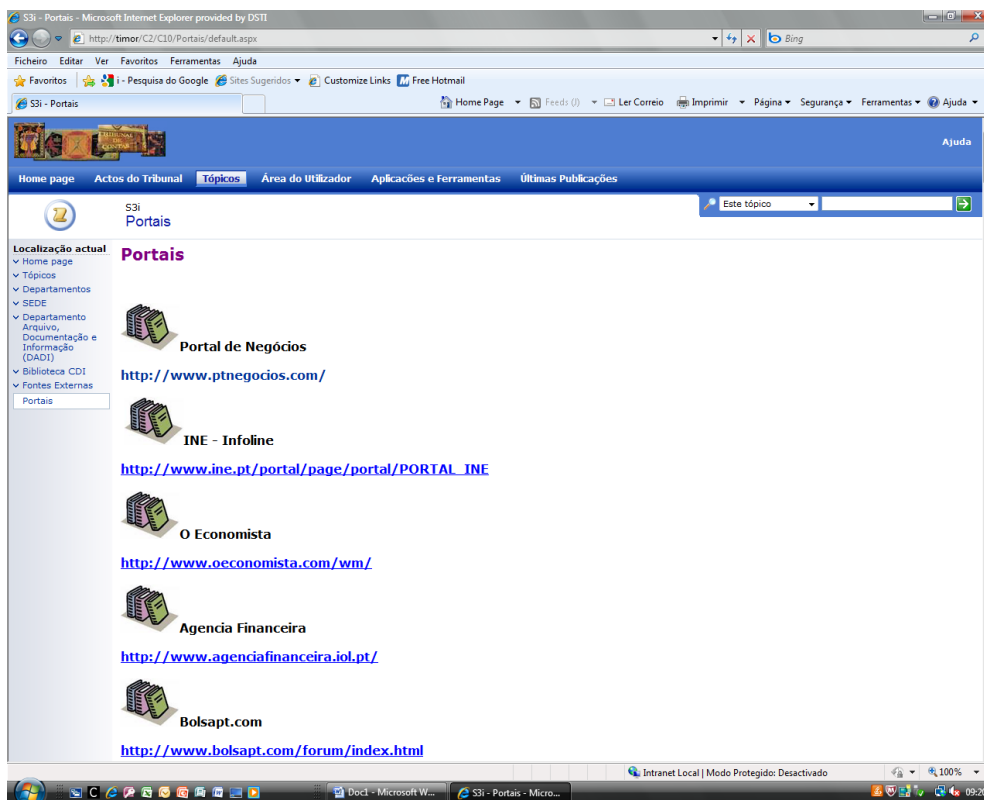 S3i - Portais - Microsoft Internet Explorer provided by DSTI
http://timor/C2/C10/Portais/default.aspx
Bing
Ficheiro Editar Ver Favoritos Ferramentas Ajuda
Favoritos i - Pesquisa do Google Sites Sugeridos Customize Links Free Hotmail
S3i - Portais
Home Page Feeds (J) Ler Correio Imprimir Página Segurança Ferramentas Ajuda
TRIBUNAL
DE
CONTAS
Ajuda
Home page Actos do Tribunal Tópicos Área do Utilizador Aplicacões e Ferramentas Últimas Publicações
S3i
Portais
Este tópico
Localização actual
Home page
Tópicos
Departamentos
SEDE
Departamento
Arquivo,
Documentação e
Informação
(DADI)
Biblioteca CDI
Fontes Externas
Portais
Portais
Portal de Negócios
http://www.ptnegocios.com/
INE - Infoline
http://www.ine.pt/portal/page/portal/PORTAL_INE
O Economista
http://www.oeconomista.com/wm/
Agencia Financeira
http://www.agenciafinanceira.iol.pt/
Bolsapt.com
http://www.bolsapt.com/forum/index.html
Intranet Local | Modo Protegido: Desactivado
100%
Doc1 - Microsoft W...
S3i - Portais - Micro...
09:20